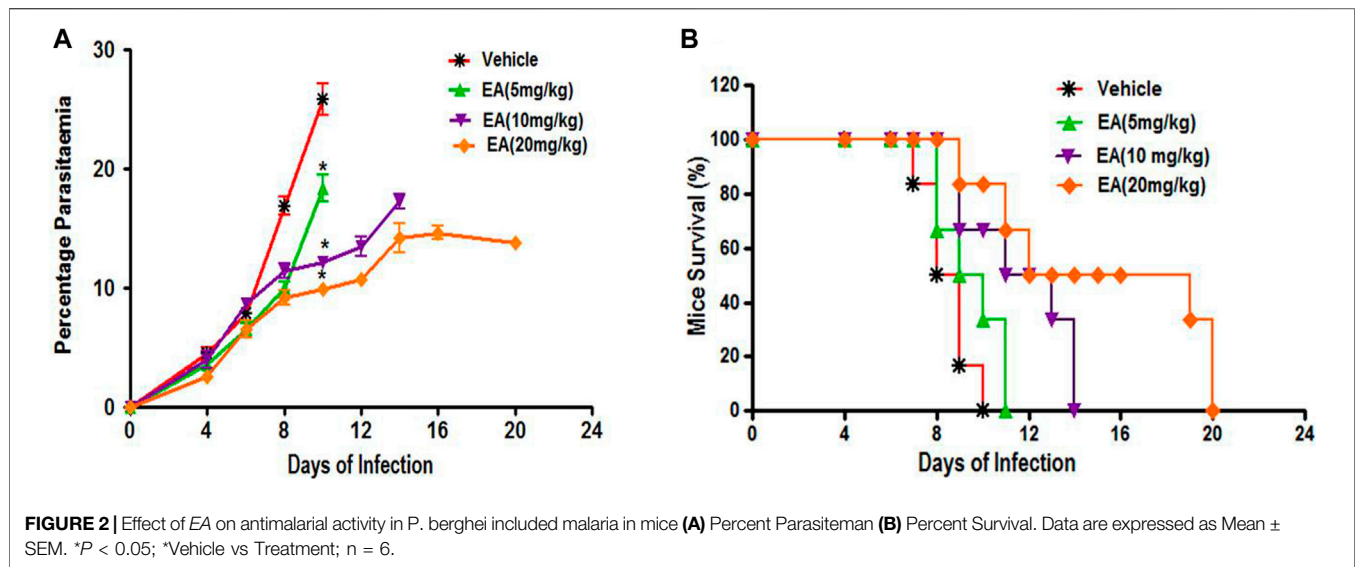 A
30
20
10
0
Percentage Parasitaemia
0 4 8 12 16 20 24
Days of Infection
Vehicle
EA(5mg/kg)
EA(10mg/kg)
EA(20mg/kg)
*
*
*
B
120
100
80
60
40
20
0
Mice Survival (%)
0 4 8 12 16 20 24
Days of Infection
Vehicle
EA(5mg/kg)
EA(10 mg/kg)
EA(20mg/kg)
FIGURE 2 | Effect of EA on antimalarial activity in P. berghei included malaria in mice (A) Percent Parasiteman (B) Percent Survival. Data are expressed as Mean ±
SEM. *P < 0.05; *Vehicle vs Treatment; n = 6.